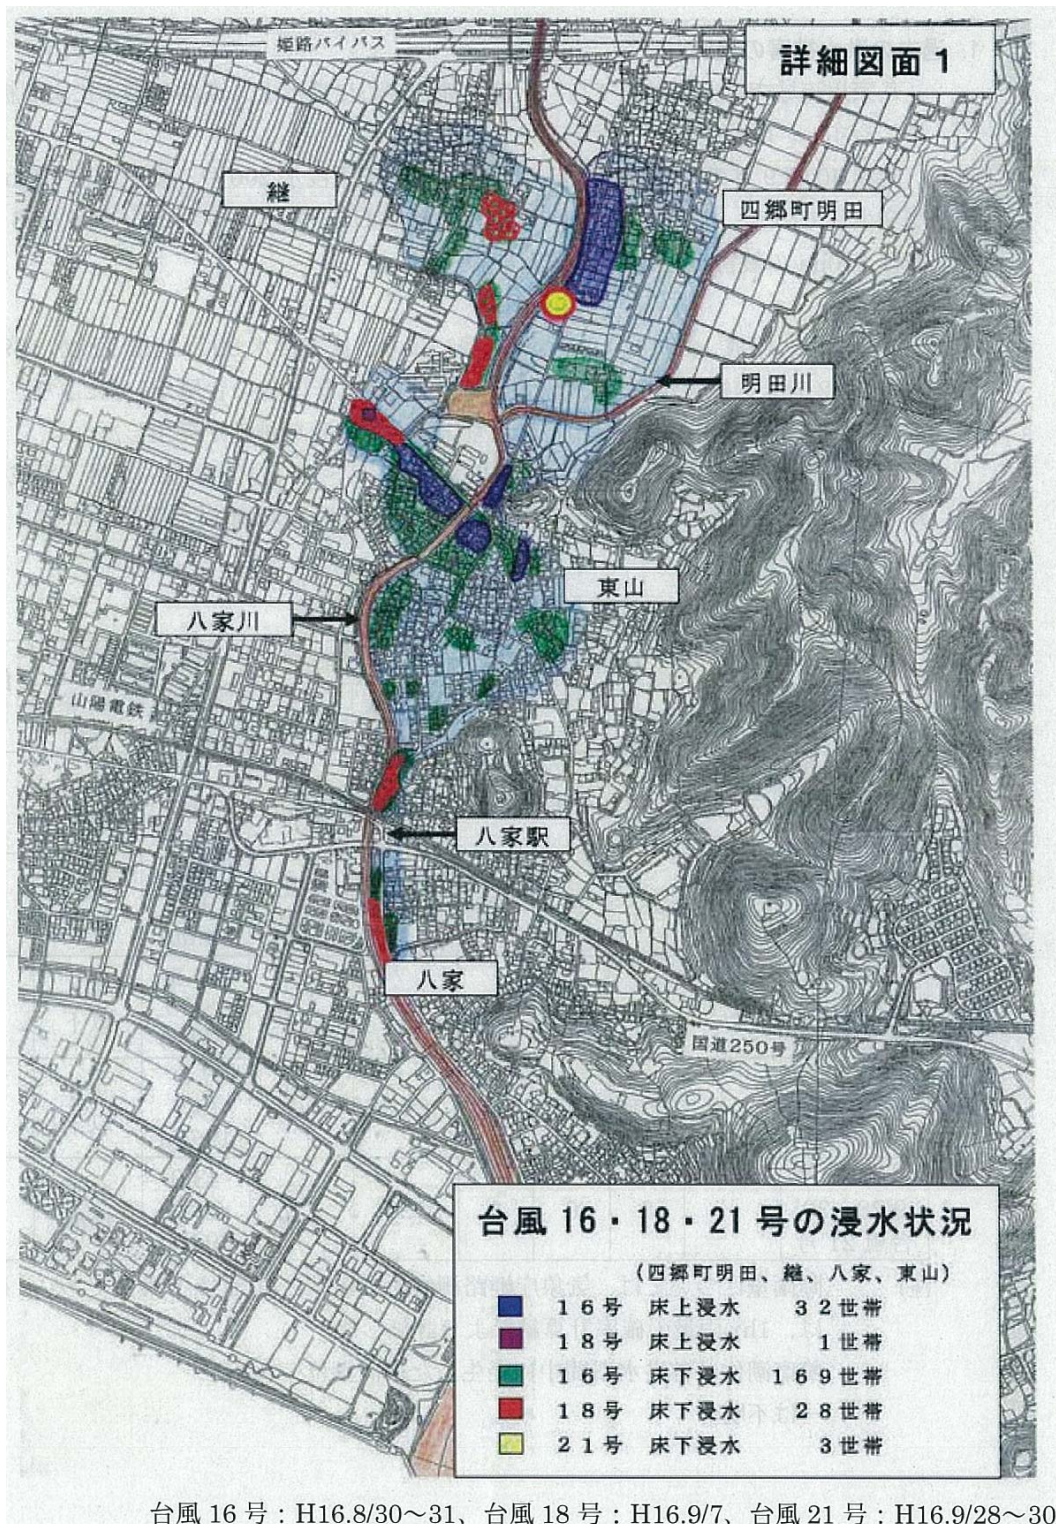 姫路バイパス
詳細図面1
継
四郷町明田
明田川
東山
八家川
山陽電鉄
八家駅
八家
国道250号
台風16・18・21号の浸水状況
(四郷町明田、継、八家、東山)
16号 床上浸水 32世帯
18号 床上浸水 1世帯
16号 床下浸水 169世帯
18号 床下浸水 28世帯
21号 床下浸水 3世帯
台風 16 号：H16.8/30～31、台風 18 号：H16.9/7、台風 21 号：H16.9/28～30